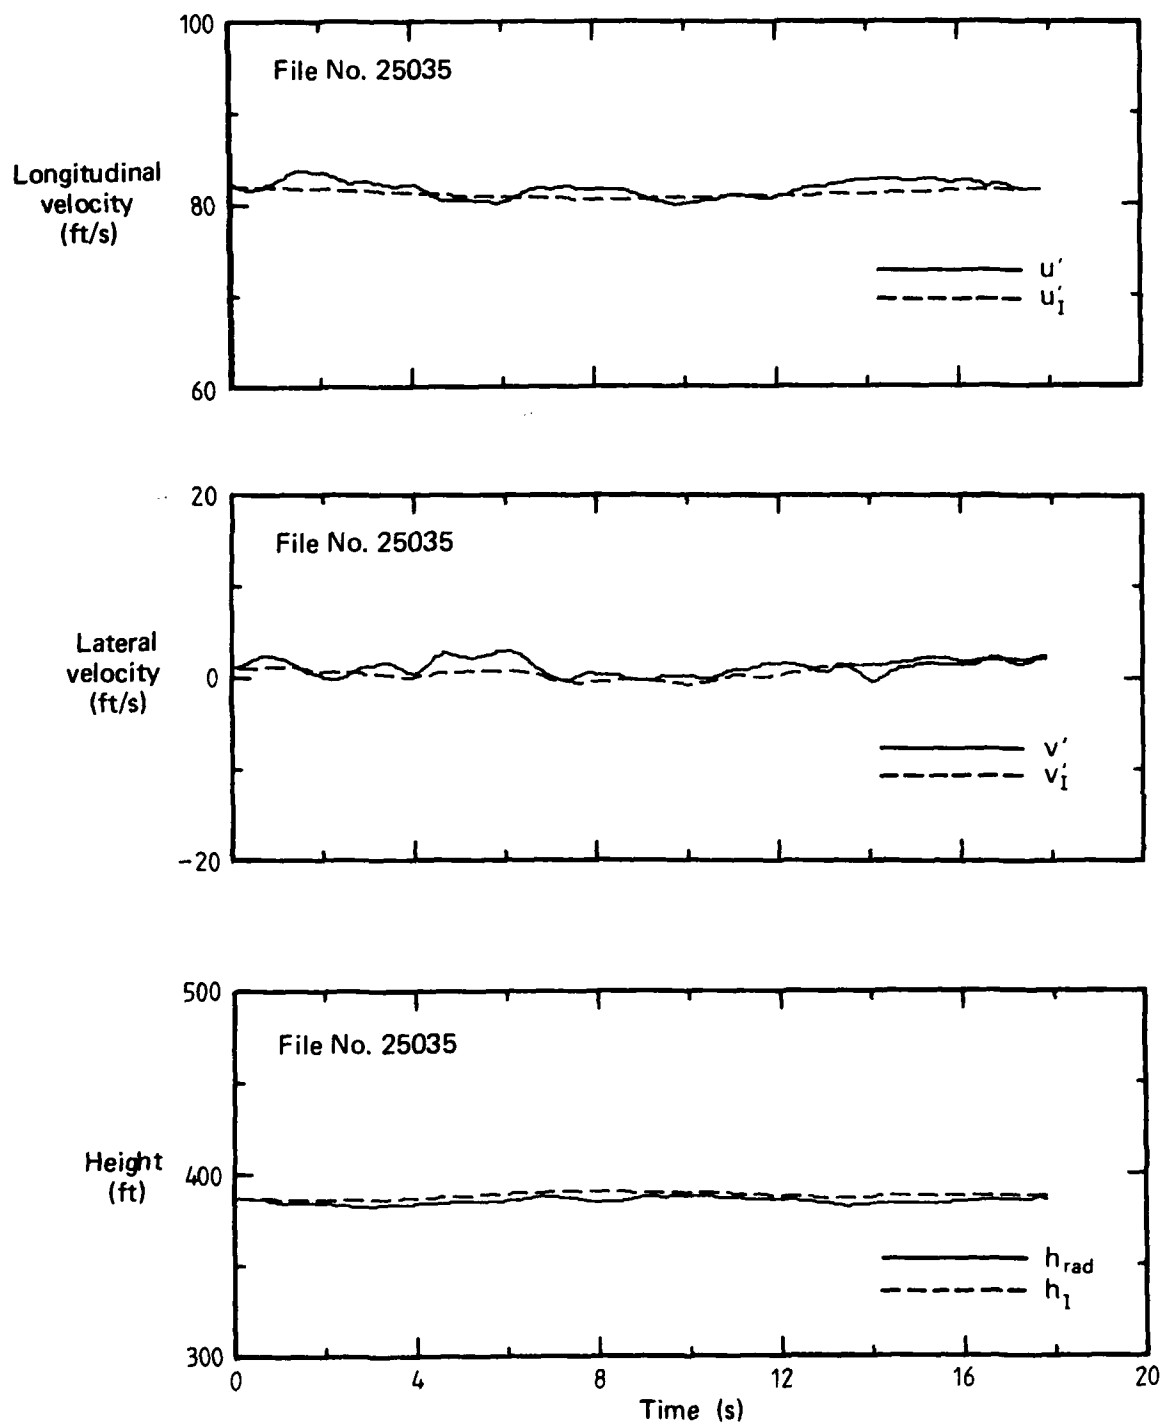 100
File No. 25035
Longitudinal
velocity
(ft/s)
80
u′
u′I
60
20
File No. 25035
Lateral
velocity
(ft/s)
0
v′
v′I
−20
500
File No. 25035
Height
(ft)
400
hrad
hI
300
0 4 8 12 16 20
Time (s)